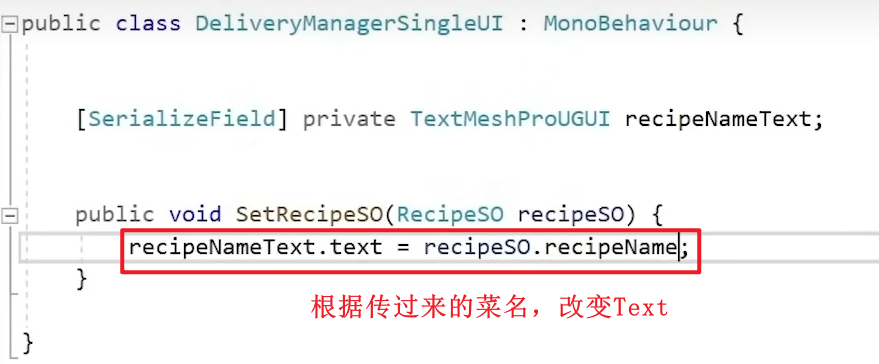 public class DeliveryManagerSingleUI : MonoBehaviour {
[SerializeField] private TextMeshProUGUI recipeNameText;
public void SetRecipeSO(RecipeSO recipeSO) {
recipeNameText.text = recipeSO.recipeName;
}
根据传过来的菜名，改变Text
}